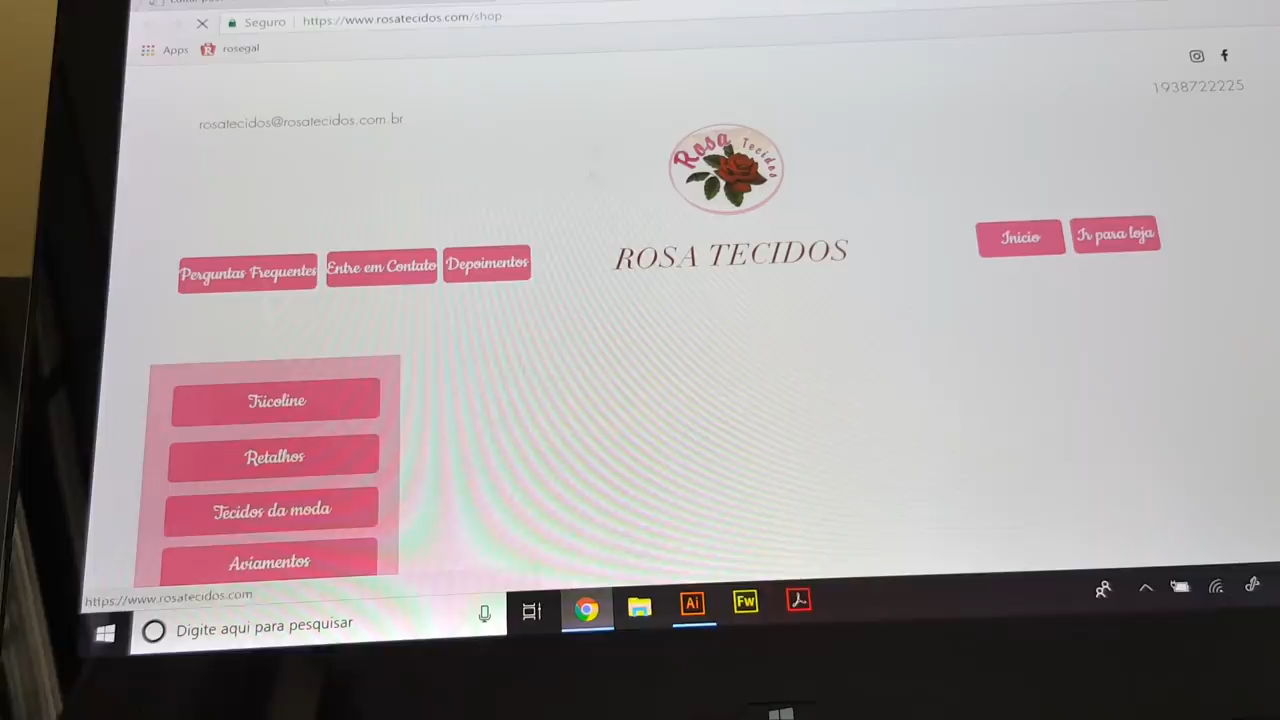 Seguro
https://www.rosatecidos.com/shop
Apps
rosegal
1938722225
rosatecidos@rosatecidos.com.br
Rosa Tecidos
ROSA TECIDOS
Perguntas Frequentes
Entre em Contato
Depoimentos
Inicio
Ir para loja
Tricoline
Retalhos
Tecidos da moda
Aviamentos
https://www.rosatecidos.com
Digite aqui para pesquisar
Ai
Fw